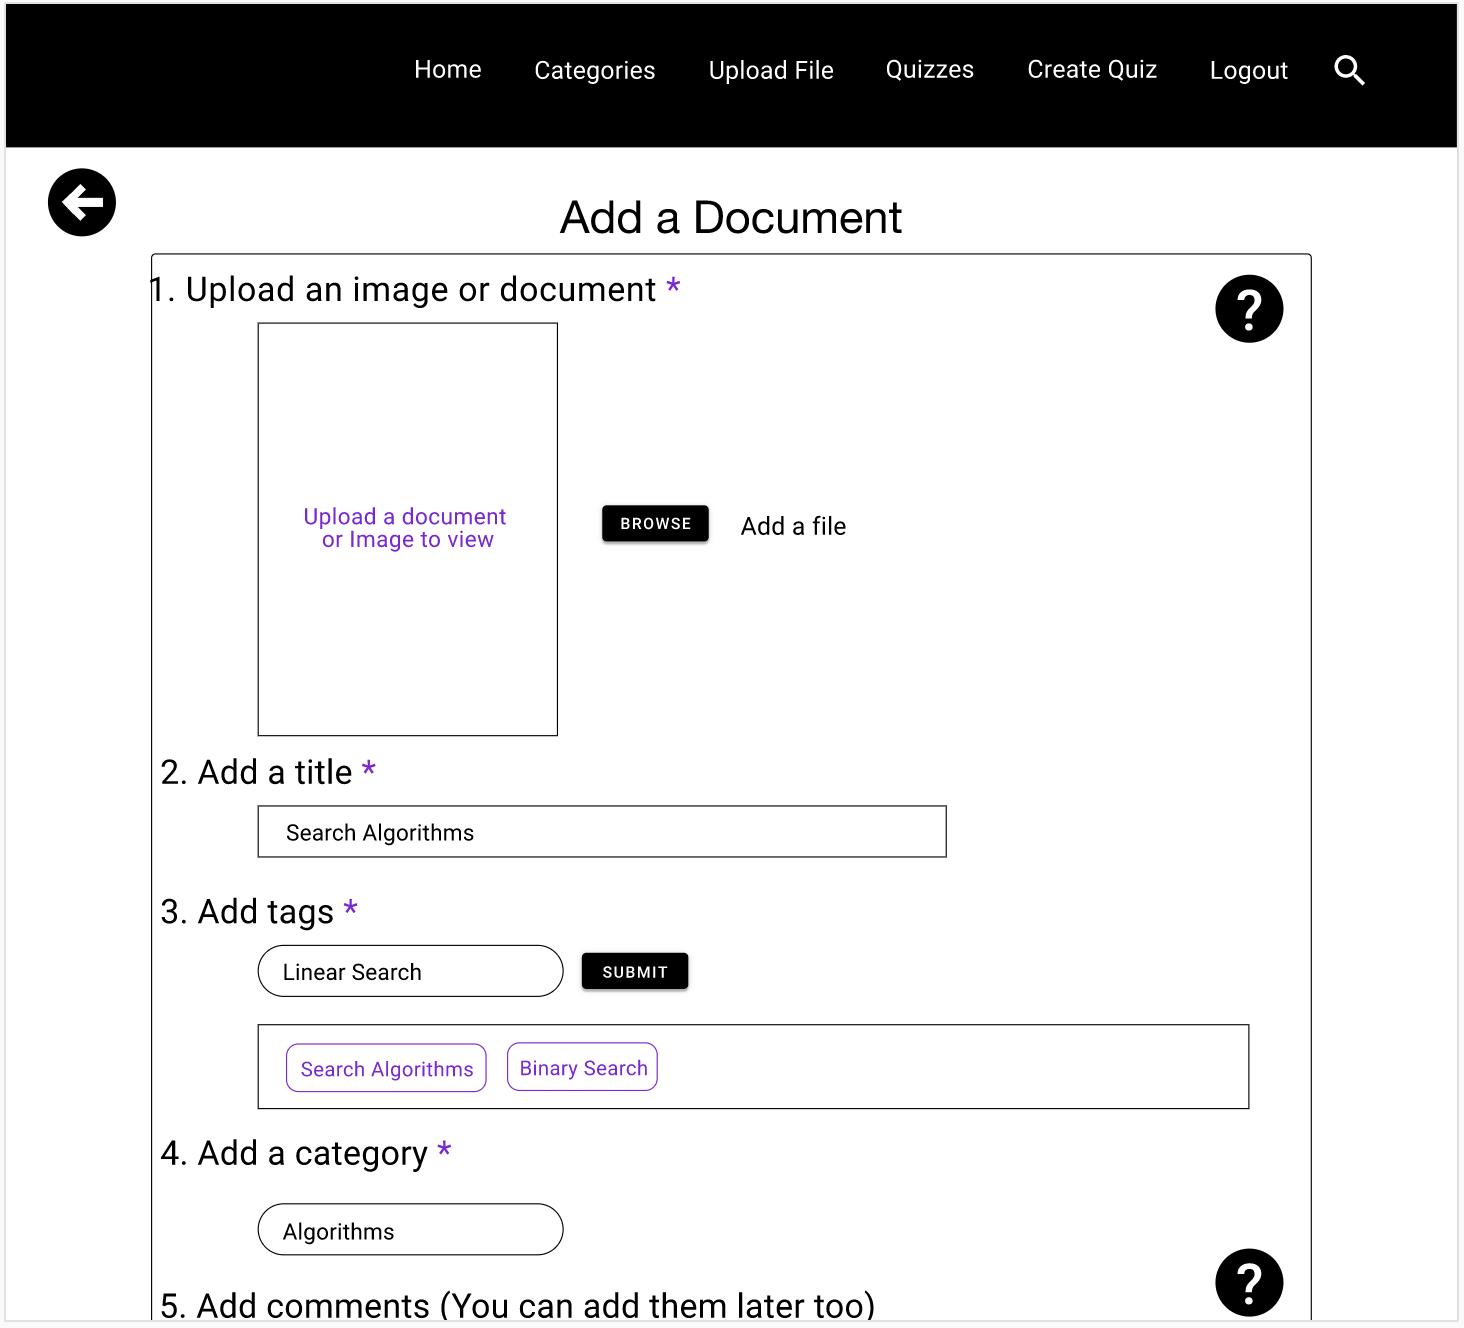 Home Categories Upload File Quizzes Create Quiz Logout
Add a Document
1. Upload an image or document *
?
Upload a document
or Image to view
BROWSE Add a file
2. Add a title *
Search Algorithms
3. Add tags *
Linear Search SUBMIT
Search Algorithms Binary Search
4. Add a category *
Algorithms
?
5. Add comments (You can add them later too)